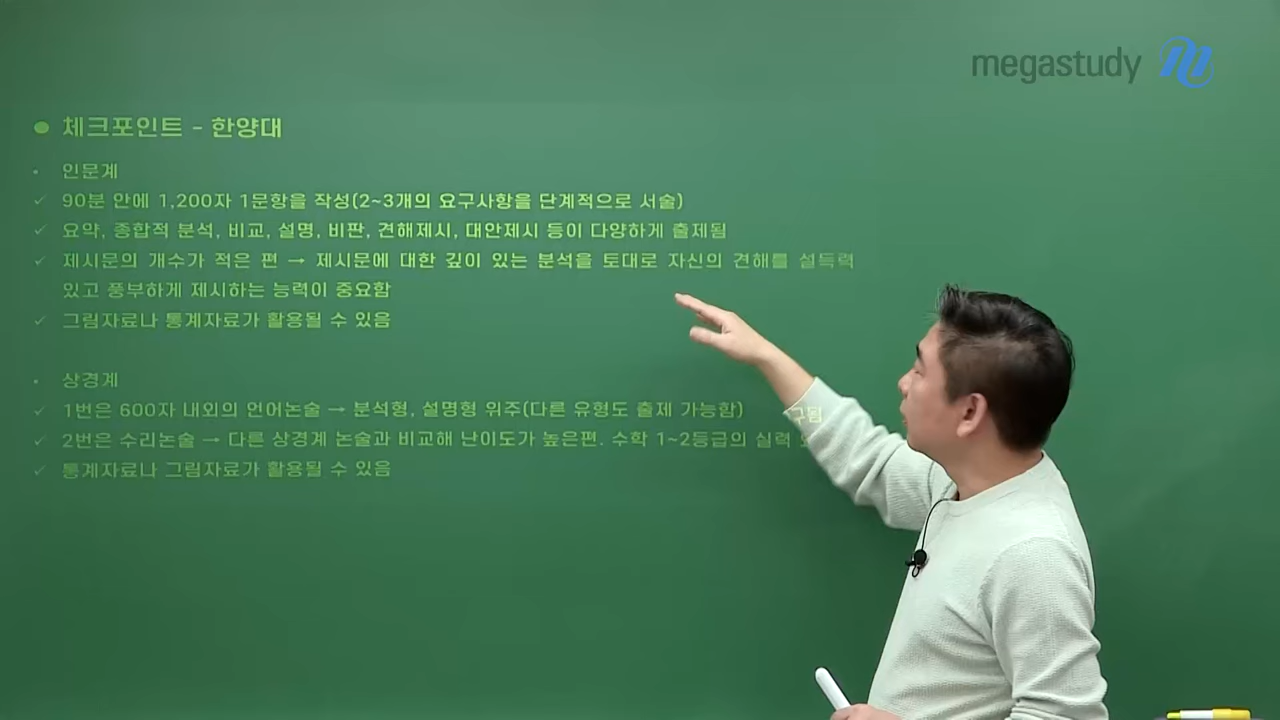 megastudy
체크포인트 - 한양대
인문계
90분 안에 1,200자 1문항을 작성(2~3개의 요구사항을 단계적으로 서술)
요약, 종합적 분석, 비교, 설명, 비판, 견해제시, 대안제시 등이 다양하게 출제됨
제시문의 개수가 적은 편 → 제시문에 대한 깊이 있는 분석을 토대로 자신의 견해를 설득력
있고 풍부하게 제시하는 능력이 중요함
그림자료나 통계자료가 활용될 수 있음
상경계
1번은 600자 내외의 언어논술 → 분석형, 설명형 위주(다른 유형도 출제 가능함)
2번은 수리논술 → 다른 상경계 논술과 비교해 난이도가 높은편. 수학 1~2등급의 실력
통계자료나 그림자료가 활용될 수 있음